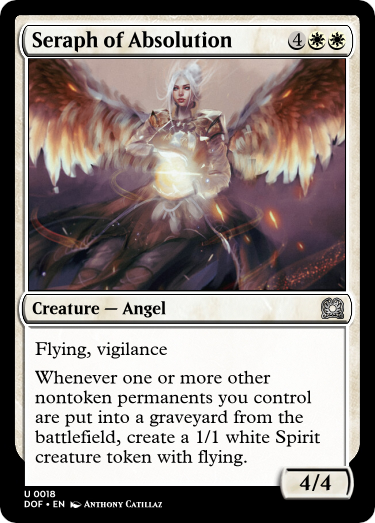 Seraph of Absolution 4
Creature — Angel
Flying, vigilance
Whenever one or more other
nontoken permanents you control
are put into a graveyard from the
battlefield, create a 1/1 white Spirit
creature token with flying.
4/4
U 0018
DOF • EN Anthony Catillaz